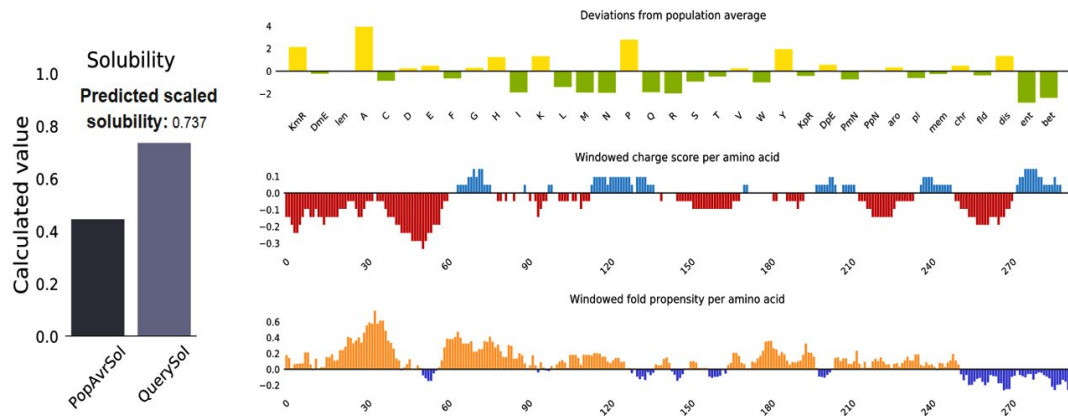 Solubility
Predicted scaled
solubility: 0.737
Calculated value
1.0
0.8
0.6
0.4
0.2
0.0
PopAvrSol QuerySol
Deviations from population average
4
2
0
−2
KmR DmE len A C D E F G H I K L M N P Q R S T V W Y KpR DpE PmN PpN aro pI mem chr fld dis ent bet
Windowed charge score per amino acid
0.1
0.0
−0.1
−0.2
−0.3
0 30 60 90 120 150 180 210 240 270
Windowed fold propensity per amino acid
0.6
0.4
0.2
0.0
−0.2
0 30 60 90 120 150 180 210 240 270